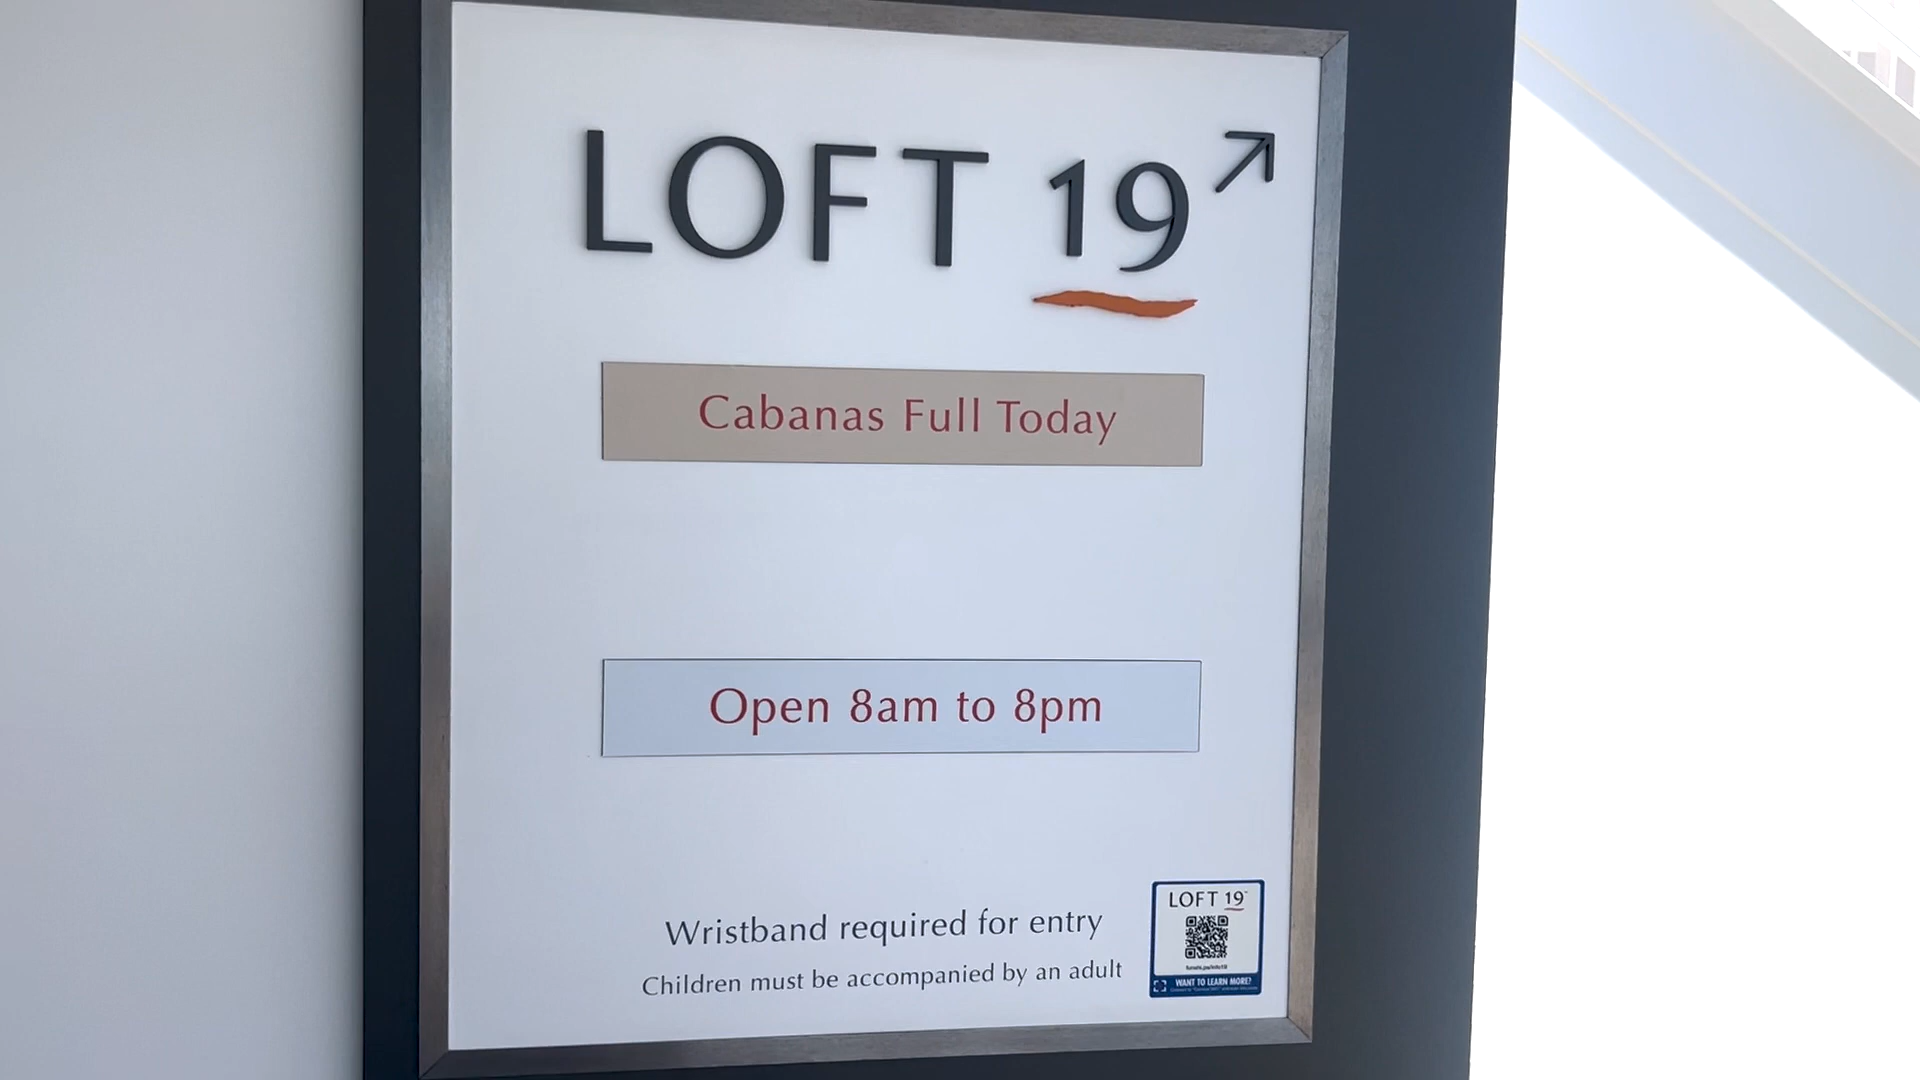 LOFT 19
Cabanas Full Today
Open 8am to 8pm
Wristband required for entry
Children must be accompanied by an adult
LOFT 19
WANT TO LEARN MORE?